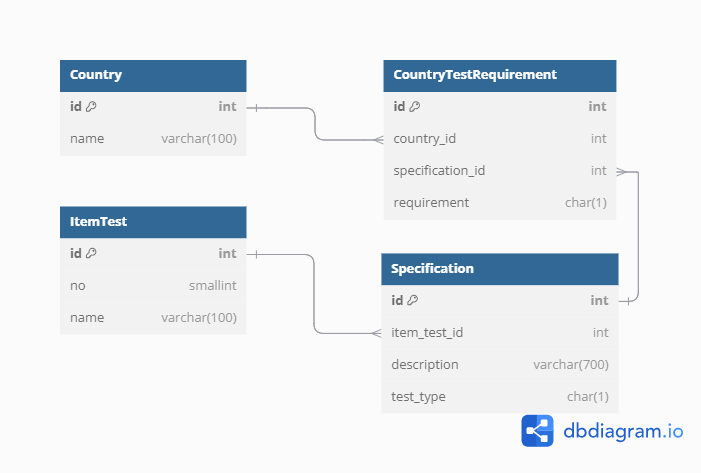 Country
id int
name varchar(100)
CountryTestRequirement
id int
country_id int
specification_id int
requirement char(1)
ItemTest
id int
no smallint
name varchar(100)
Specification
id int
item_test_id int
description varchar(700)
test_type char(1)
dbdiagram.io